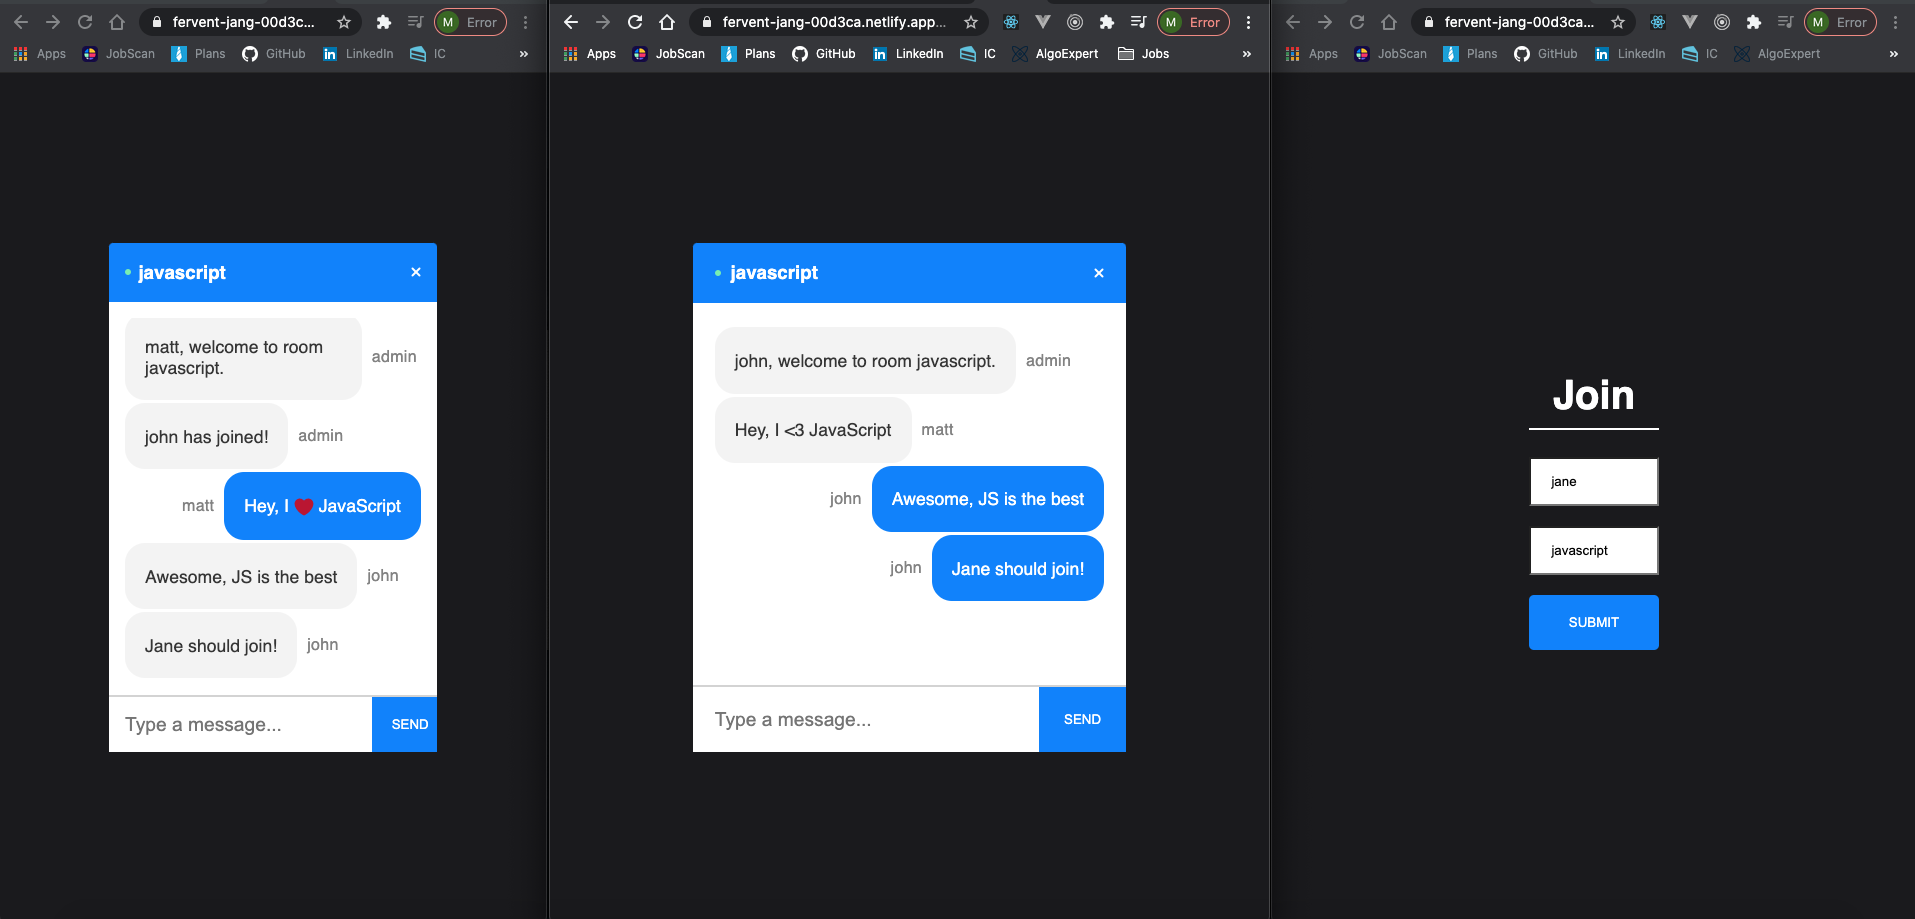 fervent-jang-00d3c...
M Error
Apps JobScan Plans GitHub LinkedIn IC »
javascript ×
matt, welcome to room
javascript.
admin
john has joined! admin
matt Hey, I ❤️ JavaScript
Awesome, JS is the best john
Jane should join! john
Type a message... SEND
fervent-jang-00d3ca.netlify.app...
M Error
Apps JobScan Plans GitHub LinkedIn IC AlgoExpert Jobs »
javascript ×
john, welcome to room javascript. admin
Hey, I <3 JavaScript matt
john Awesome, JS is the best
john Jane should join!
Type a message... SEND
fervent-jang-00d3ca...
M Error
Apps JobScan Plans GitHub LinkedIn IC AlgoExpert »
Join
jane
javascript
SUBMIT